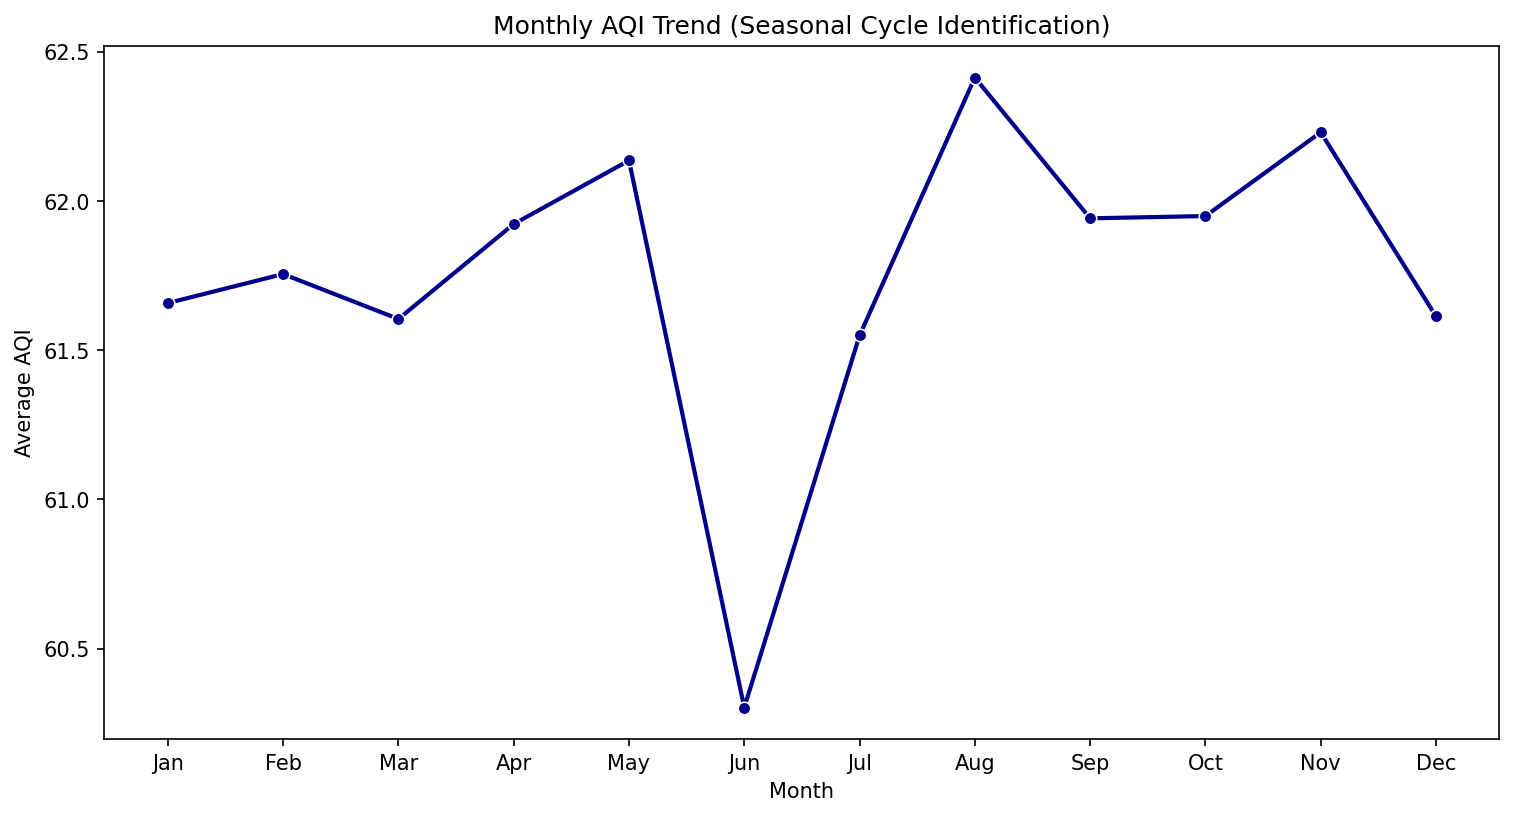 Monthly AQI Trend (Seasonal Cycle Identification)
62.5
62.0
61.5
61.0
60.5
Average AQI
Jan Feb Mar Apr May Jun Jul Aug Sep Oct Nov Dec
Month